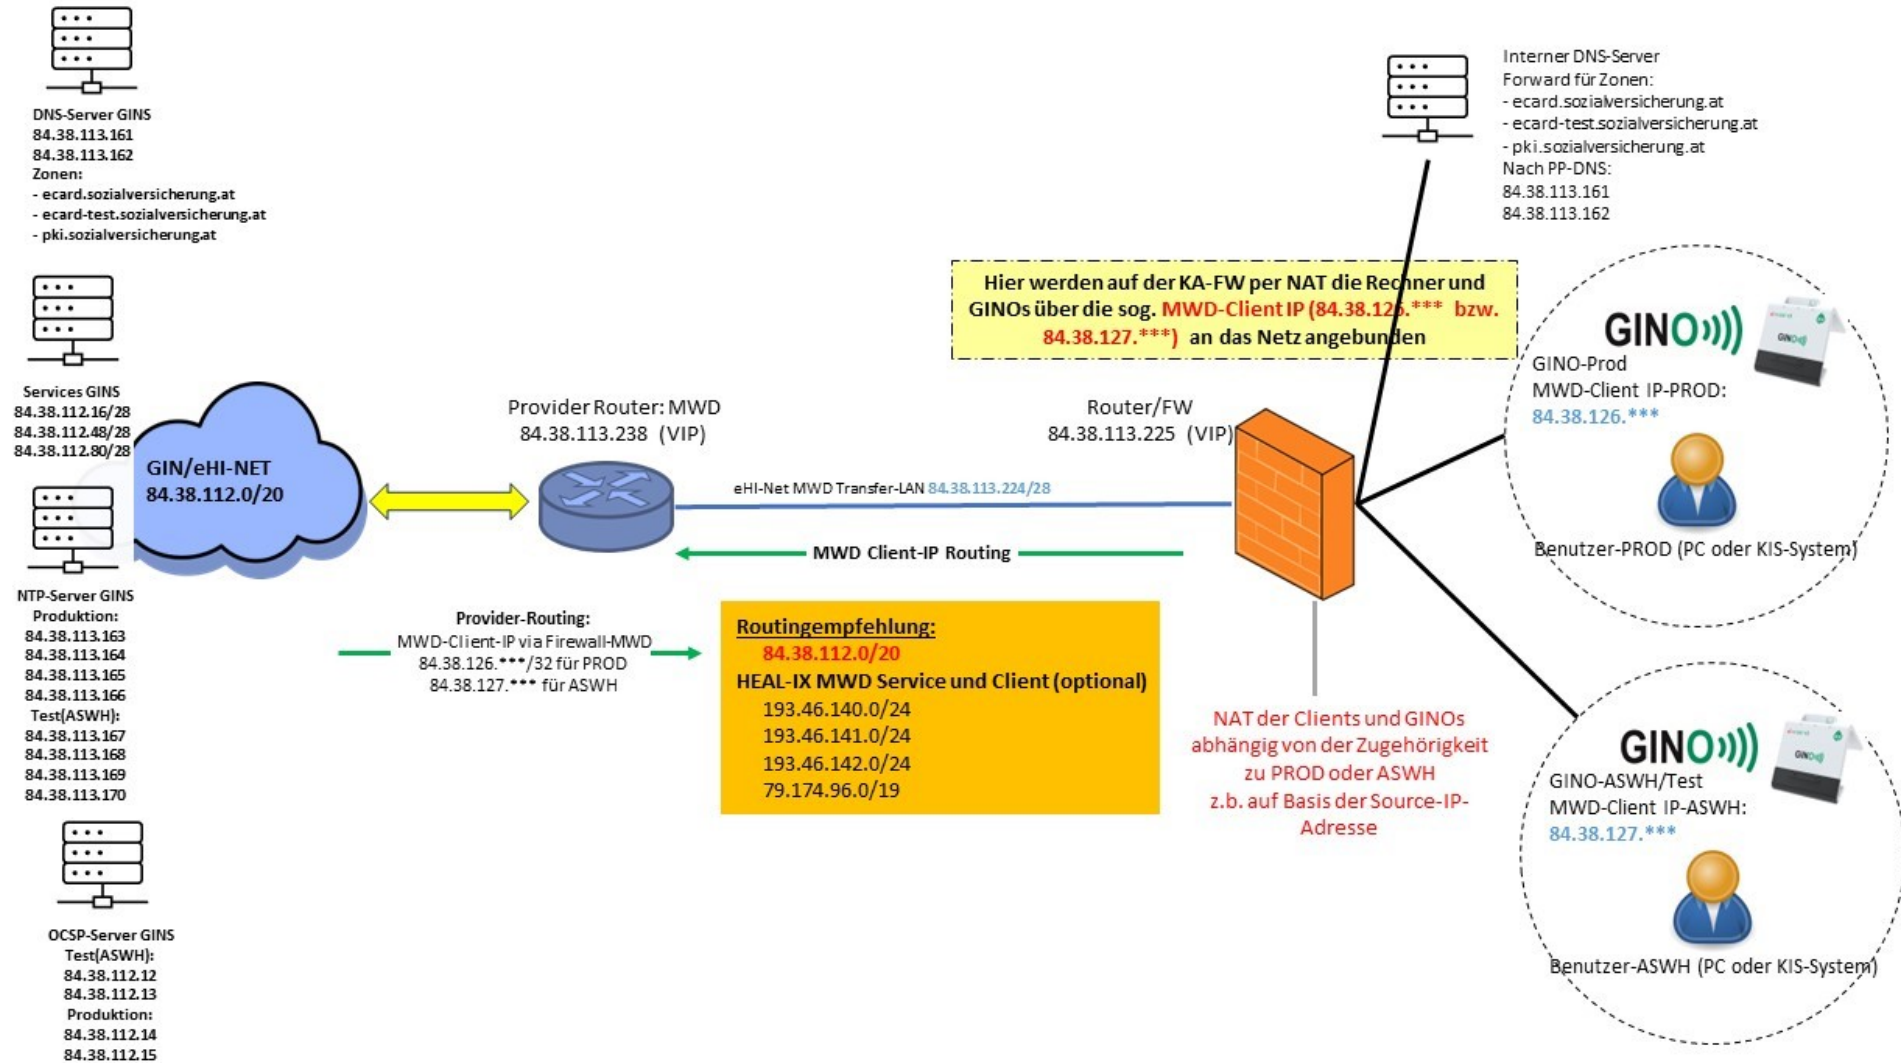 DNS-Server GINS
84.38.113.161
84.38.113.162
Zonen:
- ecard.sozialversicherung.at
- ecard-test.sozialversicherung.at
- pki.sozialversicherung.at
Services GINS
84.38.112.16/28
84.38.112.48/28
84.38.112.80/28
GIN/eHI-NET
84.38.112.0/20
NTP-Server GINS
Produktion:
84.38.113.163
84.38.113.164
84.38.113.165
84.38.113.166
Test(ASWH):
84.38.113.167
84.38.113.168
84.38.113.169
84.38.113.170
OCSP-Server GINS
Test(ASWH):
84.38.112.12
84.38.112.13
Produktion:
84.38.112.14
84.38.112.15
Provider Router: MWD
84.38.113.238 (VIP)
eHI-Net MWD Transfer-LAN 84.38.113.224/28
MWD Client-IP Routing
Provider-Routing:
MWD-Client-IP via Firewall-MWD
84.38.126.***/32 für PROD
84.38.127.*** für ASWH
Routingempfehlung:
84.38.112.0/20
HEAL-IX MWD Service und Client (optional)
193.46.140.0/24
193.46.141.0/24
193.46.142.0/24
79.174.96.0/19
Hier werden auf der KA-FW per NAT die Rechner und
GINOs über die sog. MWD-Client IP (84.38.126.*** bzw.
84.38.127.***) an das Netz angebunden
Router/FW
84.38.113.225 (VIP)
NAT der Clients und GINOs
abhängig von der Zugehörigkeit
zu PROD oder ASWH
z.b. auf Basis der Source-IP-
Adresse
Interner DNS-Server
Forward für Zonen:
- ecard.sozialversicherung.at
- ecard-test.sozialversicherung.at
- pki.sozialversicherung.at
Nach PP-DNS:
84.38.113.161
84.38.113.162
GINO
GINO
GINO-Prod
MWD-Client IP-PROD:
84.38.126.***
Benutzer-PROD (PC oder KIS-System)
GINO
GINO
GINO-ASWH/Test
MWD-Client IP-ASWH:
84.38.127.***
Benutzer-ASWH (PC oder KIS-System)